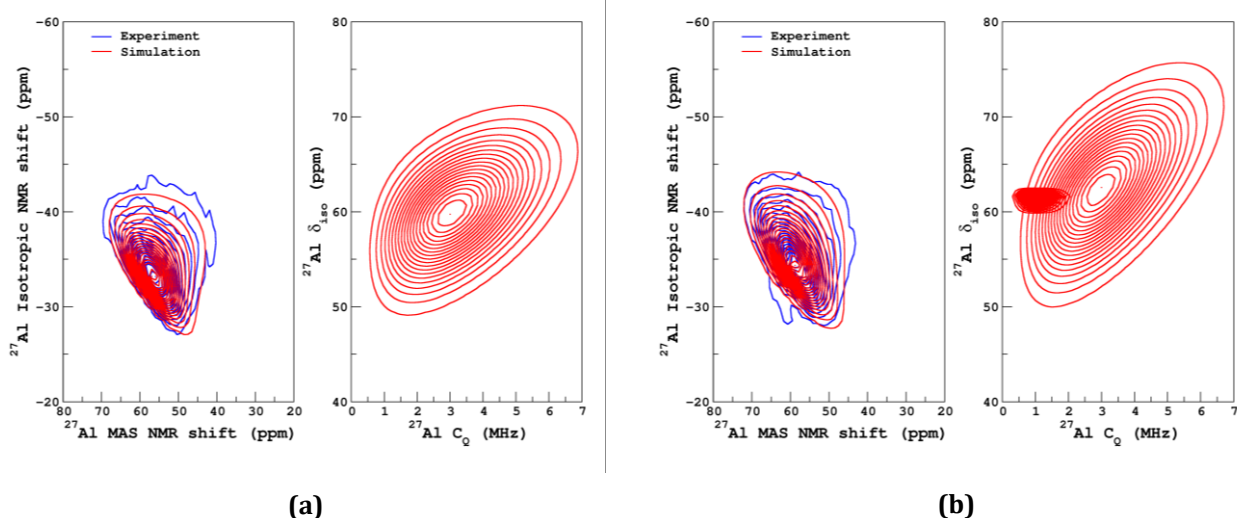 Experiment
Simulation
-60
-50
-40
-30
-20
27Al Isotropic NMR shift (ppm)
80 70 60 50 40 30 20
27Al MAS NMR shift (ppm)
80
70
60
50
40
27Al δiso (ppm)
0 1 2 3 4 5 6 7
27Al CQ (MHz)
(a)
Experiment
Simulation
-60
-50
-40
-30
-20
27Al Isotropic NMR shift (ppm)
80 70 60 50 40 30 20
27Al MAS NMR shift (ppm)
80
70
60
50
40
27Al δiso (ppm)
0 1 2 3 4 5 6 7
27Al CQ (MHz)
(b)